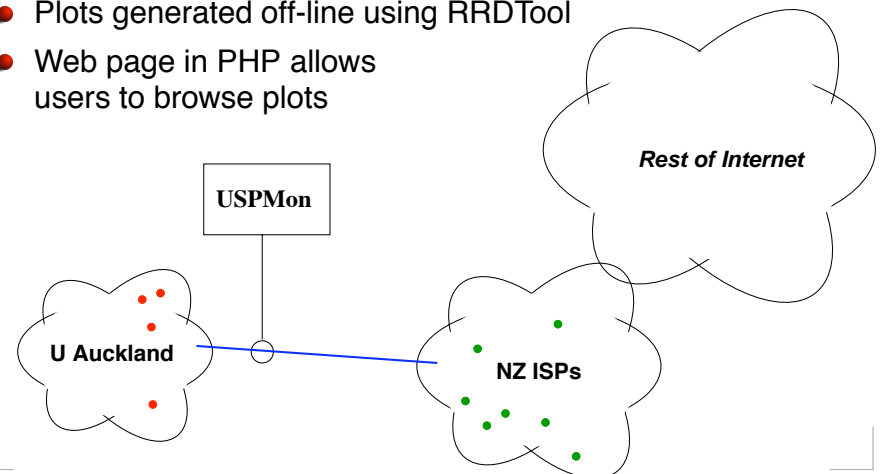 Plots generated off-line using RRDTool
Web page in PHP allows
users to browse plots
Rest of Internet
USPMon
U Auckland
NZ ISPs